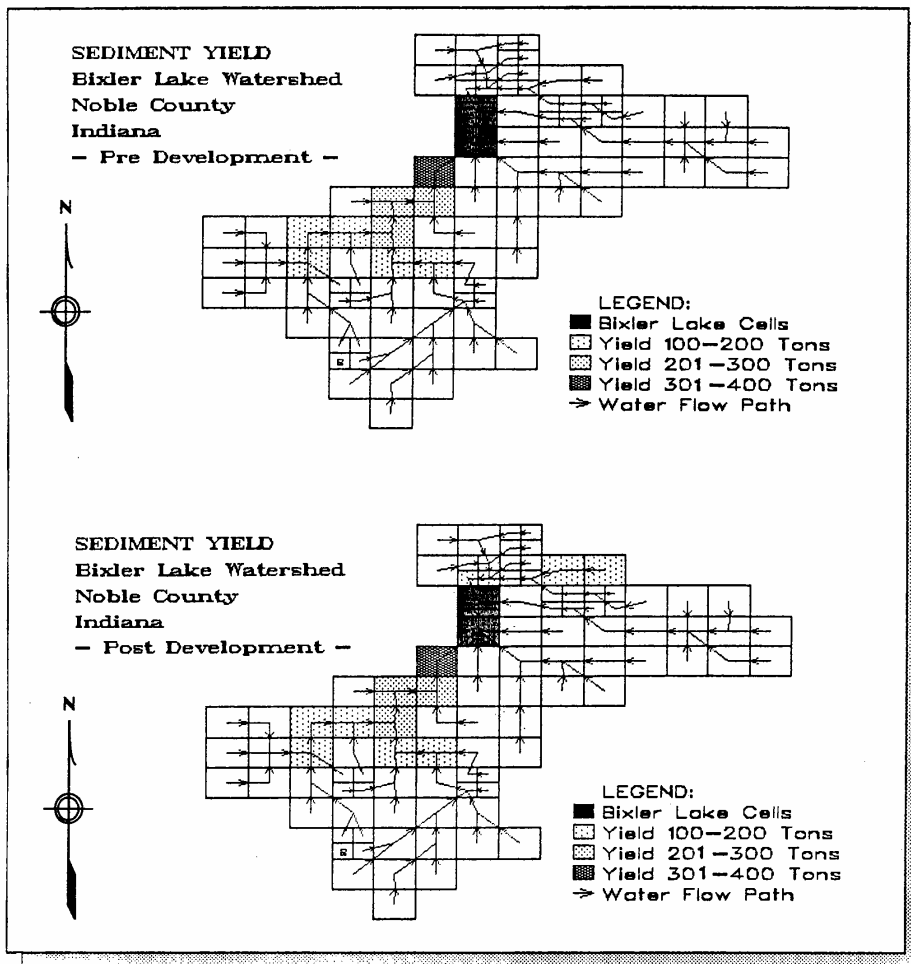 SEDIMENT YIELD
Bixler Lake Watershed
Noble County
Indiana
— Pre Development —
N
LEGEND:
Bixler Lake Cells
Yield 100—200 Tons
Yield 201—300 Tons
Yield 301—400 Tons
Water Flow Path
SEDIMENT YIELD
Bixler Lake Watershed
Noble County
Indiana
— Post Development —
N
LEGEND:
Bixler Lake Cells
Yield 100—200 Tons
Yield 201—300 Tons
Yield 301—400 Tons
Water Flow Path